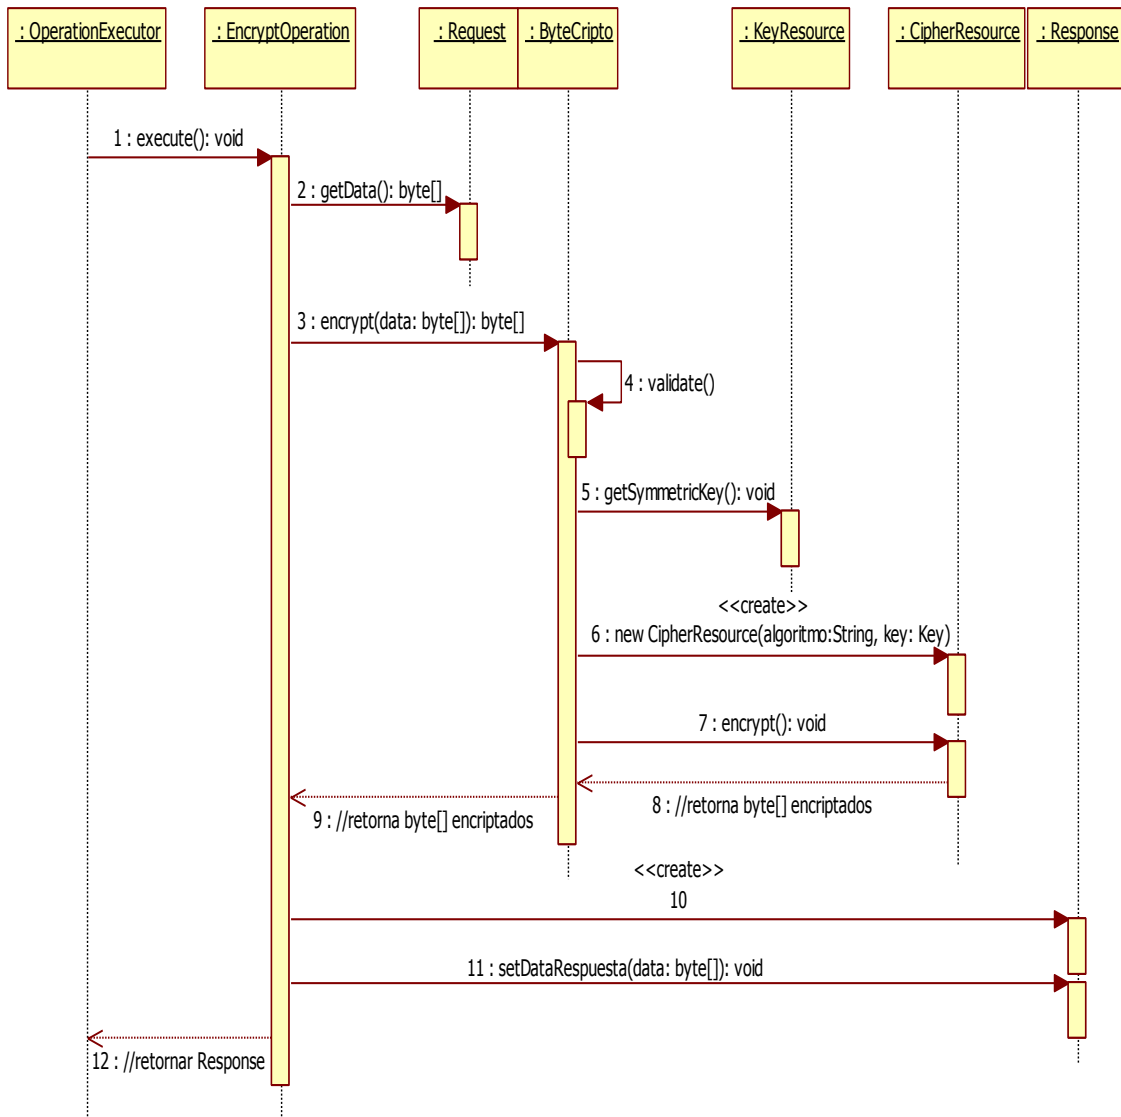 : OperationExecutor
: EncryptOperation
: Request
: ByteCripto
: KeyResource
: CipherResource
: Response
1 : execute(): void
2 : getData(): byte[]
3 : encrypt(data: byte[]): byte[]
4 : validate()
5 : getSymmetricKey(): void
<<create>>
6 : new CipherResource(algoritmo:String, key: Key)
7 : encrypt(): void
8 : //retorna byte[] encriptados
9 : //retorna byte[] encriptados
<<create>>
10
11 : setDataRespuesta(data: byte[]): void
12 : //retornar Response